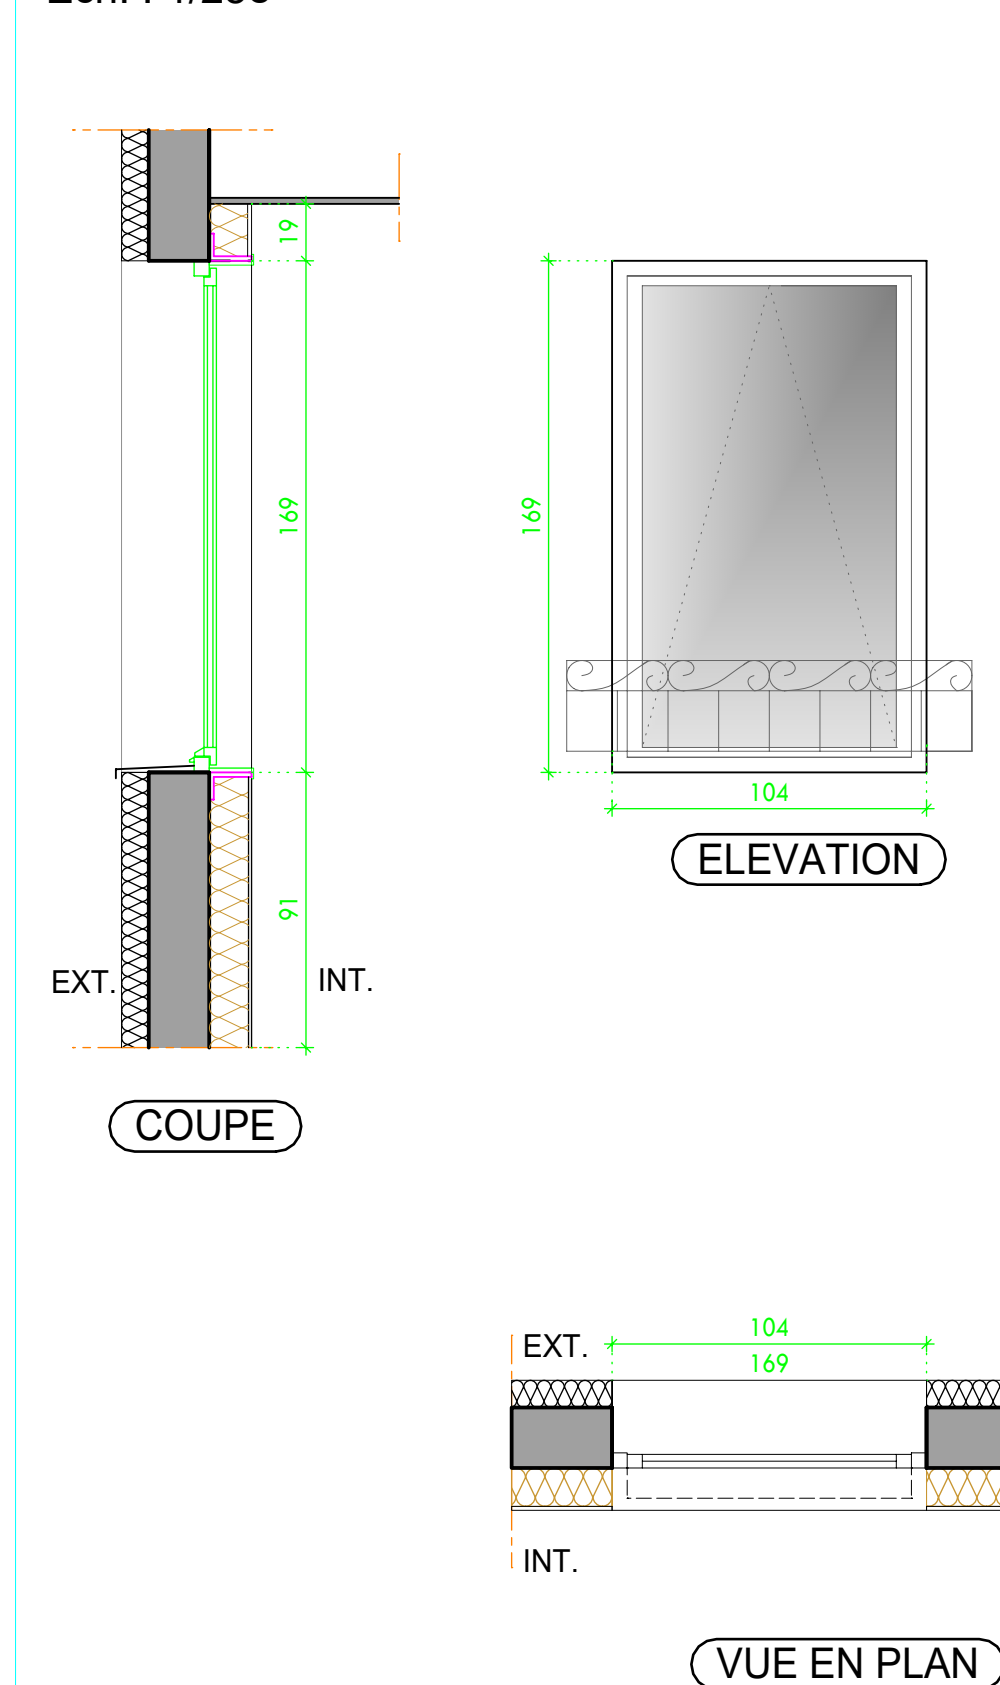 19
169
169
104
ELEVATION
91
EXT.
INT.
COUPE
104
EXT.
169
INT.
VUE EN PLAN